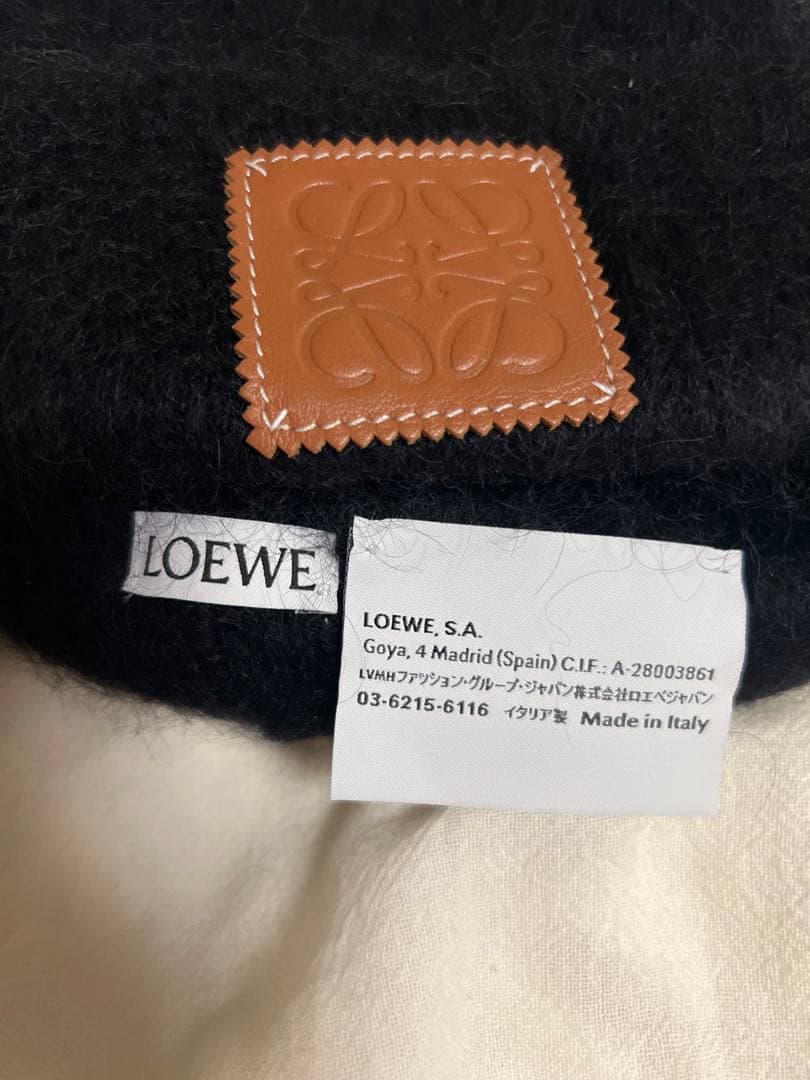 LOEWE
LOEWE, S.A.
Goya, 4 Madrid (Spain) C.I.F.: A-28003861
LVMHファッション・グループ・ジャパン株式会社ロエベジャパン
03-6215-6116 イタリア製 Made in Italy